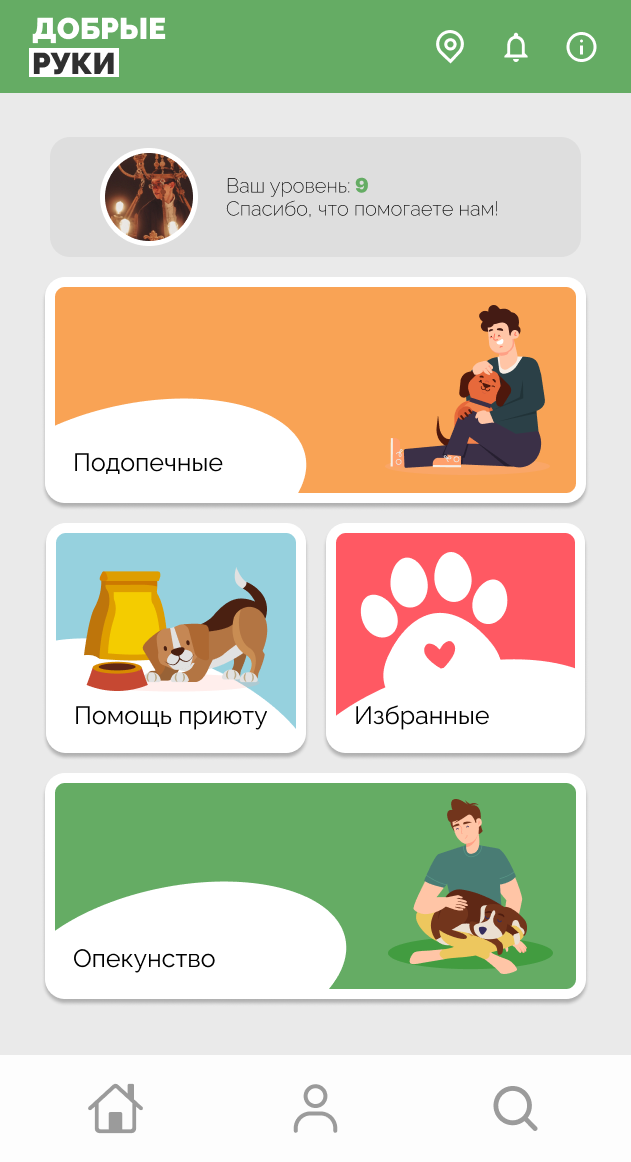 ДОБРЫЕ
РУКИ
Ваш уровень: 9
Спасибо, что помогаете нам!
Подопечные
Помощь приюту
Избранные
Опекунство